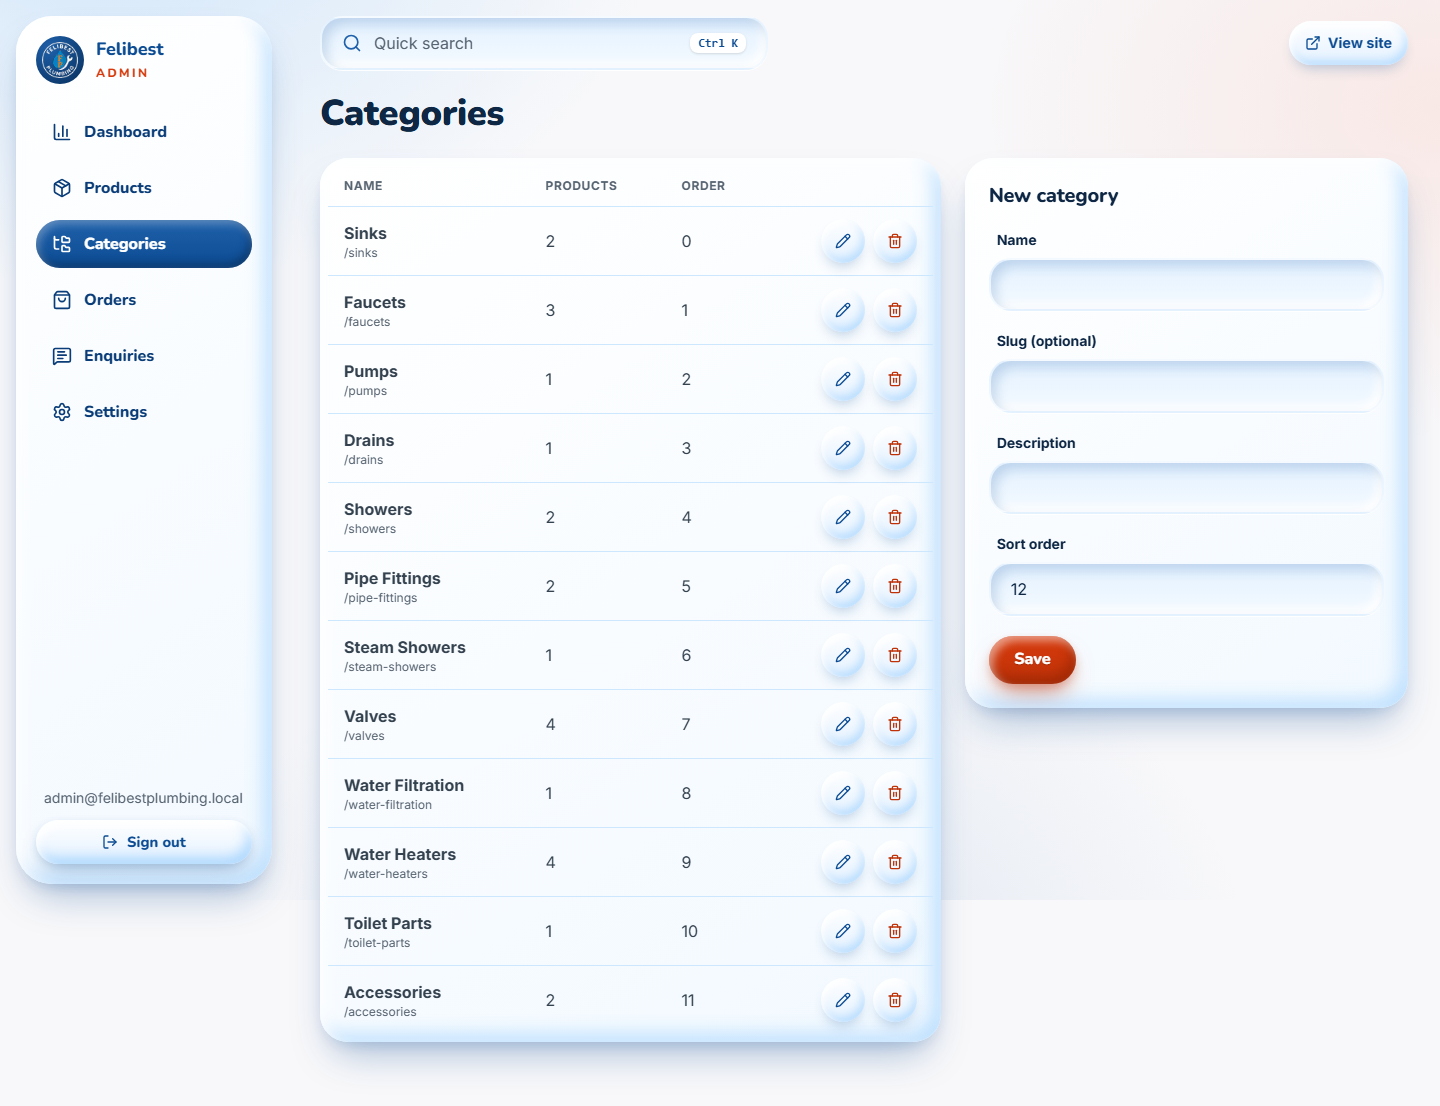 FELIBEST
PLUMBING
Felibest
ADMIN
Dashboard
Products
Categories
Orders
Enquiries
Settings
admin@felibestplumbing.local
Sign out
Quick search
Ctrl K
View site
Categories
NAME PRODUCTS ORDER
Sinks 2 0
/sinks
Faucets 3 1
/faucets
Pumps 1 2
/pumps
Drains 1 3
/drains
Showers 2 4
/showers
Pipe Fittings 2 5
/pipe-fittings
Steam Showers 1 6
/steam-showers
Valves 4 7
/valves
Water Filtration 1 8
/water-filtration
Water Heaters 4 9
/water-heaters
Toilet Parts 1 10
/toilet-parts
Accessories 2 11
/accessories
New category
Name
Slug (optional)
Description
Sort order
12
Save